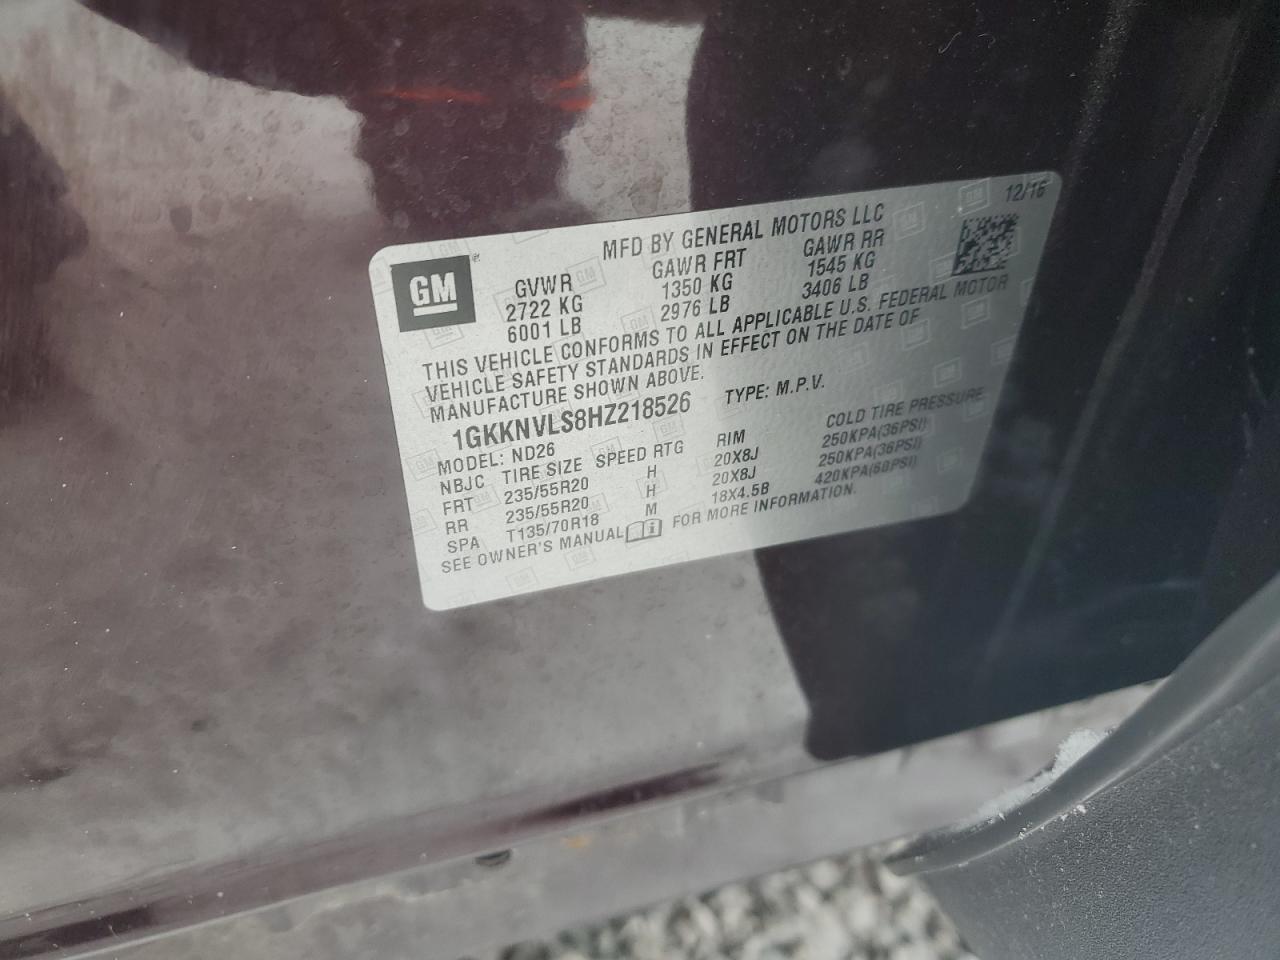 12/16
MFD BY GENERAL MOTORS LLC
GM
GVWR GAWR FRT GAWR RR
2722 KG 1350 KG 1545 KG
6001 LB 2976 LB 3406 LB
THIS VEHICLE CONFORMS TO ALL APPLICABLE U.S. FEDERAL MOTOR
VEHICLE SAFETY STANDARDS IN EFFECT ON THE DATE OF
MANUFACTURE SHOWN ABOVE.
1GKKNVLS8HZ218526 TYPE: M.P.V.
MODEL: ND26
NBJC TIRE SIZE SPEED RTG RIM COLD TIRE PRESSURE
FRT 235/55R20 H 20X8J 250KPA(36PSI)
RR 235/55R20 H 20X8J 250KPA(36PSI)
SPA T135/70R18 M 18X4.5B 420KPA(60PSI)
SEE OWNER'S MANUAL FOR MORE INFORMATION.